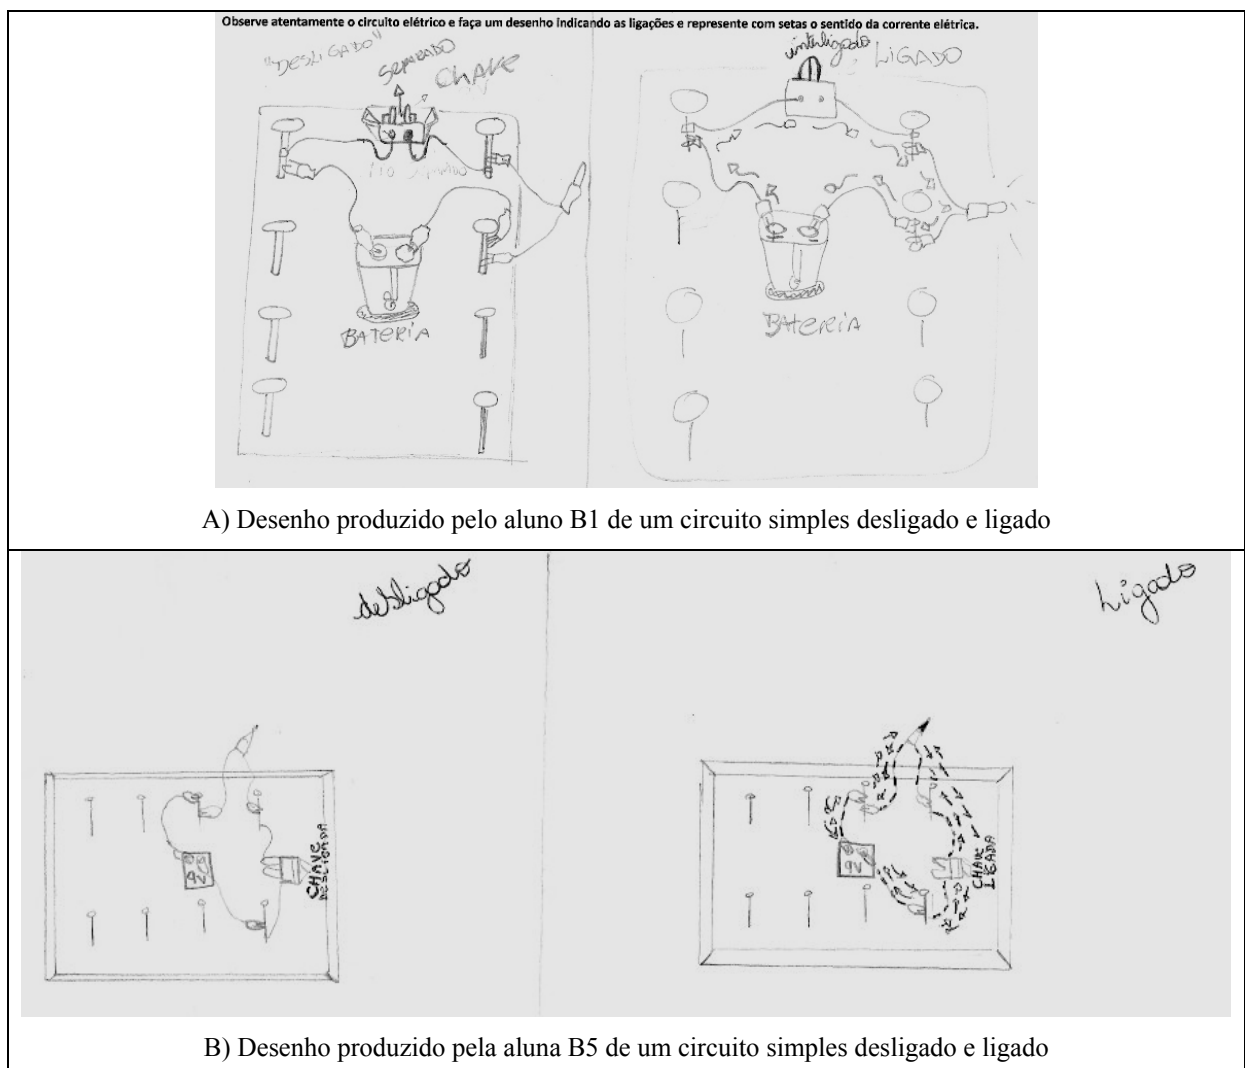 Observe atentamente o circuito elétrico e faça um desenho indicando as ligações e represente com setas o sentido da corrente elétrica.
"DESLIGADO"
SEPARADO
CHAVE
BATERIA
interligado
LIGADO
BATERIA
A) Desenho produzido pelo aluno B1 de um circuito simples desligado e ligado
desligado
9V
CHAVE
DESLIGADA
Ligado
9V
CHAVE
LIGADA
B) Desenho produzido pela aluna B5 de um circuito simples desligado e ligado